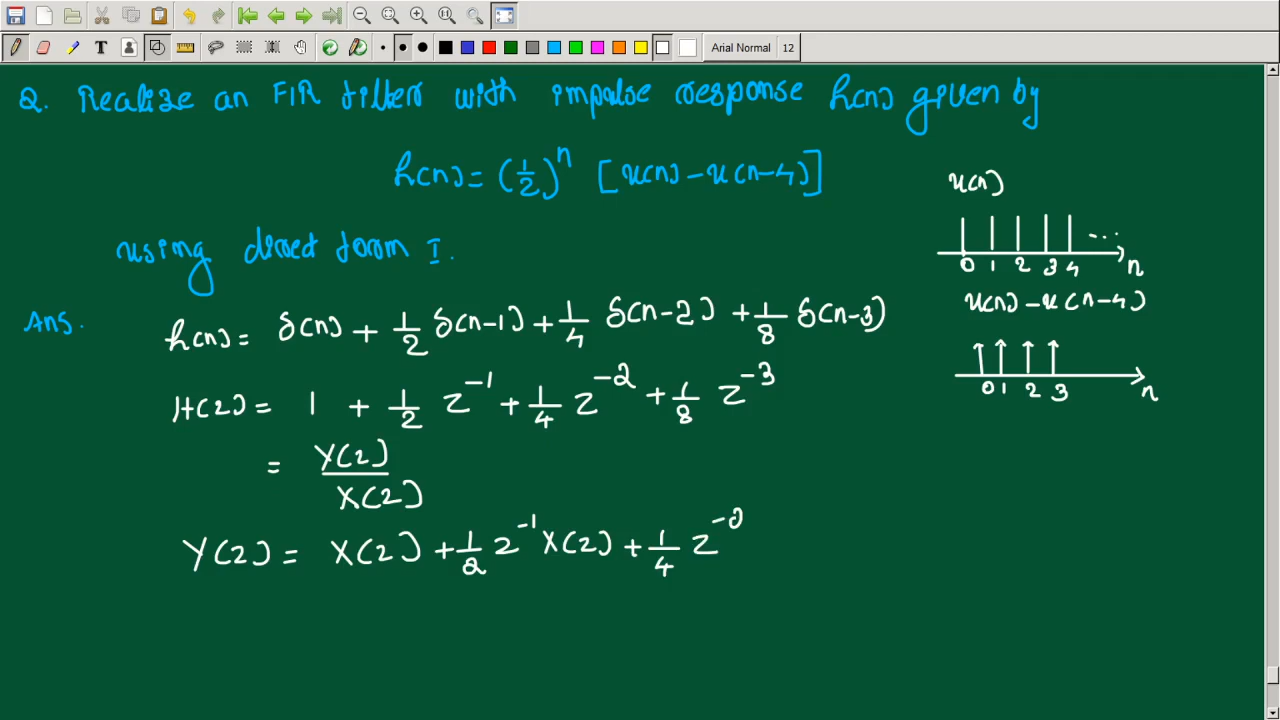 Arial Normal 12
Q. Realize an FIR filter with impulse response h(n) given by
h(n) = (1/2)^n [u(n) - u(n-4)]
using direct form I.
u(n)
0 1 2 3 4 ... n
u(n) - u(n-4)
0 1 2 3 n
Ans.
h(n) = δ(n) + 1/2 δ(n-1) + 1/4 δ(n-2) + 1/8 δ(n-3)
H(z) = 1 + 1/2 z^-1 + 1/4 z^-2 + 1/8 z^-3
= Y(z)/X(z)
Y(z) = X(z) + 1/2 z^-1 X(z) + 1/4 z^-